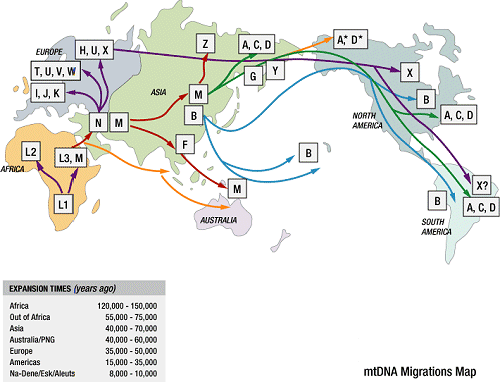 EUROPE
H, U, X
T, U, V, W
I, J, K
Z
A, C, D
A,* D*
G
Y
ASIA
M
X
B
N
M
B
NORTH
AMERICA
A, C, D
L2
L3, M
F
B
AFRICA
L1
M
AUSTRALIA
X?
B
A, C, D
SOUTH
AMERICA
EXPANSION TIMES (years ago)
Africa 120,000 - 150,000
Out of Africa 55,000 - 75,000
Asia 40,000 - 70,000
Australia/PNG 40,000 - 60,000
Europe 35,000 - 50,000
Americas 15,000 - 35,000
Na-Dene/Esk/Aleuts 8,000 - 10,000
mtDNA Migrations Map